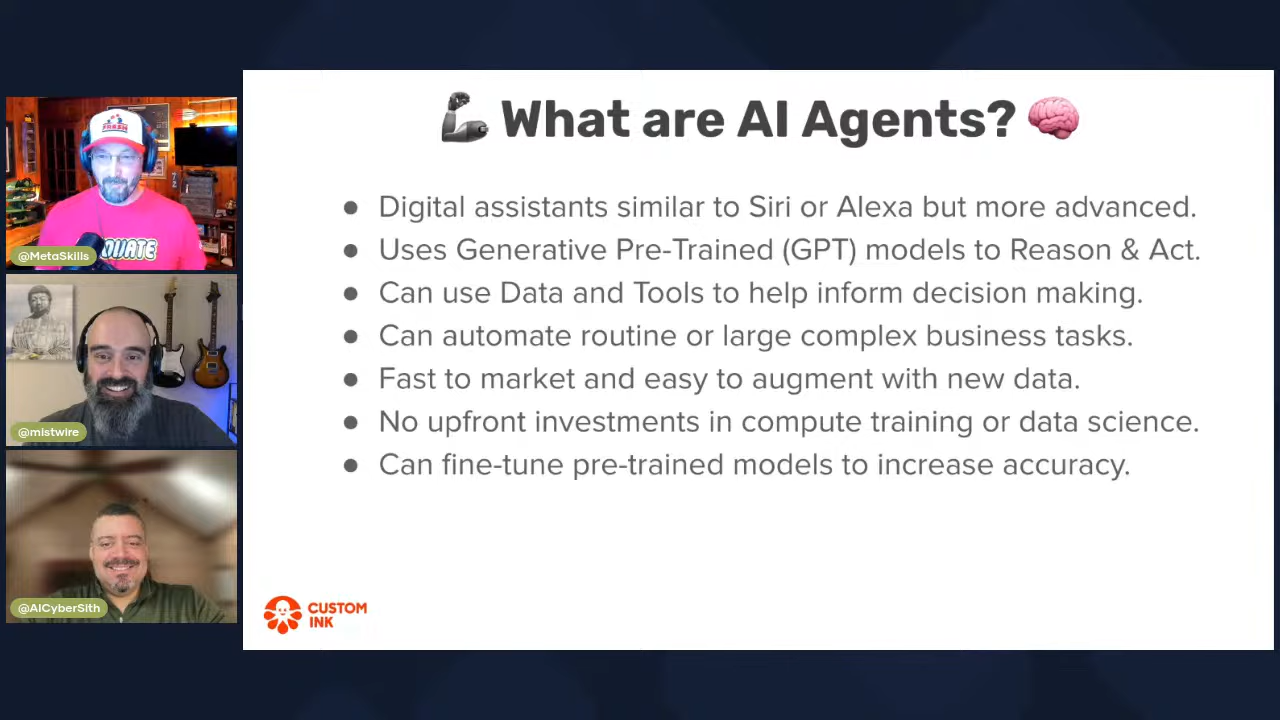 What are AI Agents?
● Digital assistants similar to Siri or Alexa but more advanced.
● Uses Generative Pre-Trained (GPT) models to Reason & Act.
● Can use Data and Tools to help inform decision making.
● Can automate routine or large complex business tasks.
● Fast to market and easy to augment with new data.
● No upfront investments in compute training or data science.
● Can fine-tune pre-trained models to increase accuracy.
CUSTOM
INK
FRESH
@MetaSkills
@mistwire
@AICyberSith